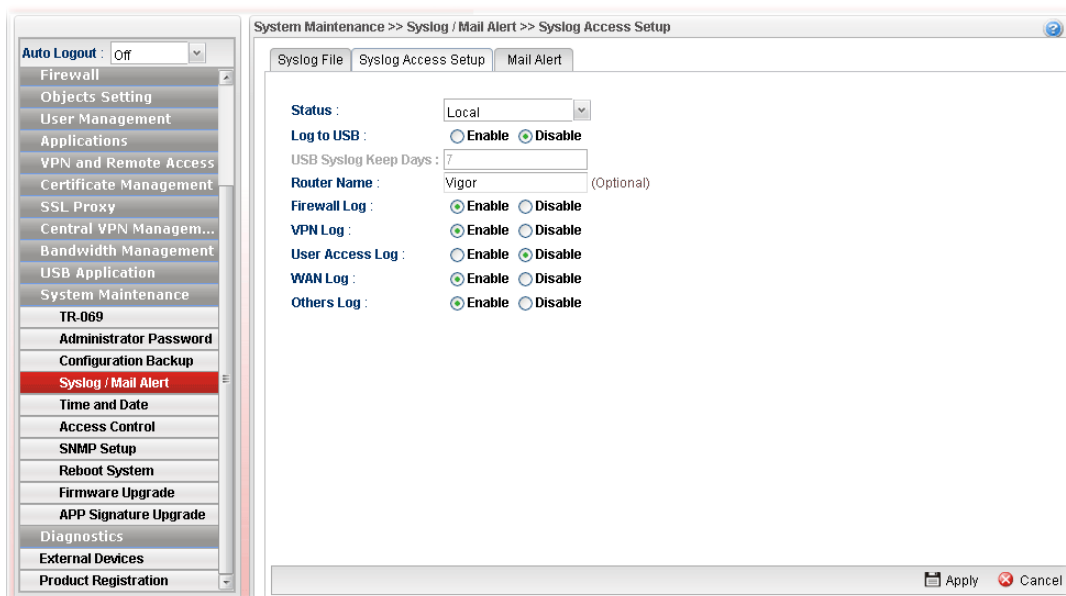 System Maintenance >> Syslog / Mail Alert >> Syslog Access Setup
Auto Logout : Off
Firewall
Objects Setting
User Management
Applications
VPN and Remote Access
Certificate Management
SSL Proxy
Central VPN Managem...
Bandwidth Management
USB Application
System Maintenance
TR-069
Administrator Password
Configuration Backup
Syslog / Mail Alert
Time and Date
Access Control
SNMP Setup
Reboot System
Firmware Upgrade
APP Signature Upgrade
Diagnostics
External Devices
Product Registration
Syslog File Syslog Access Setup Mail Alert
Status : Local
Log to USB : Enable Disable
USB Syslog Keep Days : 7
Router Name : Vigor (Optional)
Firewall Log : Enable Disable
VPN Log : Enable Disable
User Access Log : Enable Disable
WAN Log : Enable Disable
Others Log : Enable Disable
Apply Cancel